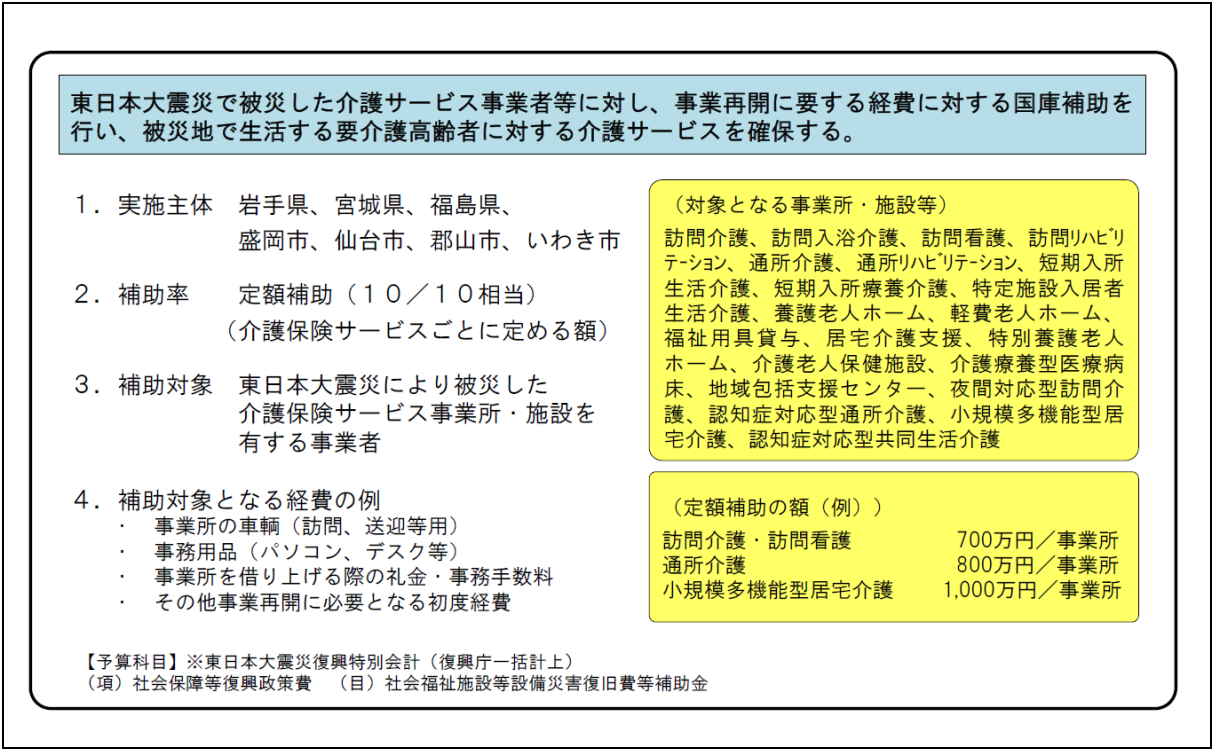 東日本大震災で被災した介護サービス事業者等に対し、事業再開に要する経費に対する国庫補助を
行い、被災地で生活する要介護高齢者に対する介護サービスを確保する。
１．実施主体　岩手県、宮城県、福島県、
盛岡市、仙台市、郡山市、いわき市
２．補助率　定額補助（１０／１０相当）
（介護保険サービスごとに定める額）
３．補助対象　東日本大震災により被災した
介護保険サービス事業所・施設を
有する事業者
４．補助対象となる経費の例
・　事業所の車輌（訪問、送迎等用）
・　事務用品（パソコン、デスク等）
・　事業所を借り上げる際の礼金・事務手数料
・　その他事業再開に必要となる初度経費
（対象となる事業所・施設等）
訪問介護、訪問入浴介護、訪問看護、訪問ﾘﾊﾋﾞﾘ
ﾃｰｼｮﾝ、通所介護、通所ﾘﾊﾋﾞﾘﾃｰｼｮﾝ、短期入所
生活介護、短期入所療養介護、特定施設入居者
生活介護、養護老人ホーム、軽費老人ホーム、
福祉用具貸与、居宅介護支援、特別養護老人
ホーム、介護老人保健施設、介護療養型医療病
床、地域包括支援センター、夜間対応型訪問介
護、認知症対応型通所介護、小規模多機能型居
宅介護、認知症対応型共同生活介護
（定額補助の額（例））
訪問介護・訪問看護　700万円／事業所
通所介護　800万円／事業所
小規模多機能型居宅介護　1,000万円／事業所
【予算科目】※東日本大震災復興特別会計（復興庁一括計上）
（項）社会保障等復興政策費　（目）社会福祉施設等設備災害復旧費等補助金